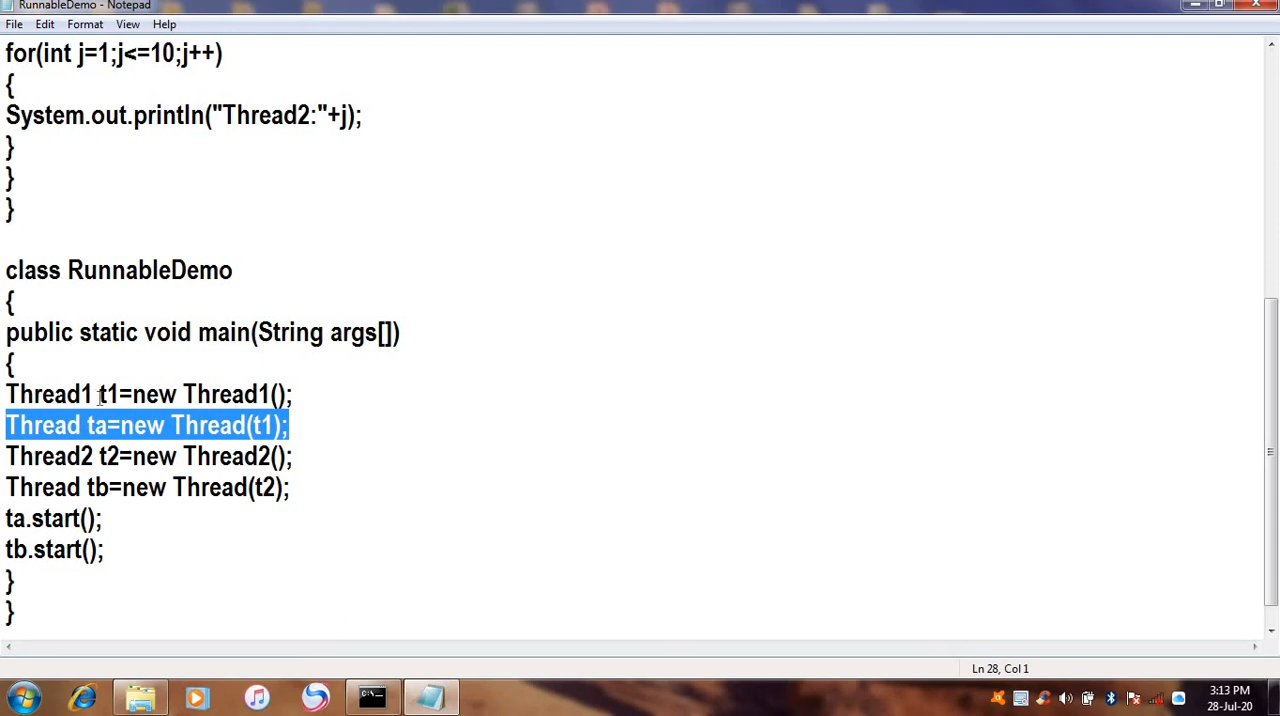 RunnableDemo - Notepad
File Edit Format View Help
for(int j=1;j<=10;j++)
{
System.out.println("Thread2:"+j);
}
}
}
class RunnableDemo
{
public static void main(String args[])
{
Thread1 t1=new Thread1();
Thread ta=new Thread(t1);
Thread2 t2=new Thread2();
Thread tb=new Thread(t2);
ta.start();
tb.start();
}
}
Ln 28, Col 1
3:13 PM
28-Jul-20